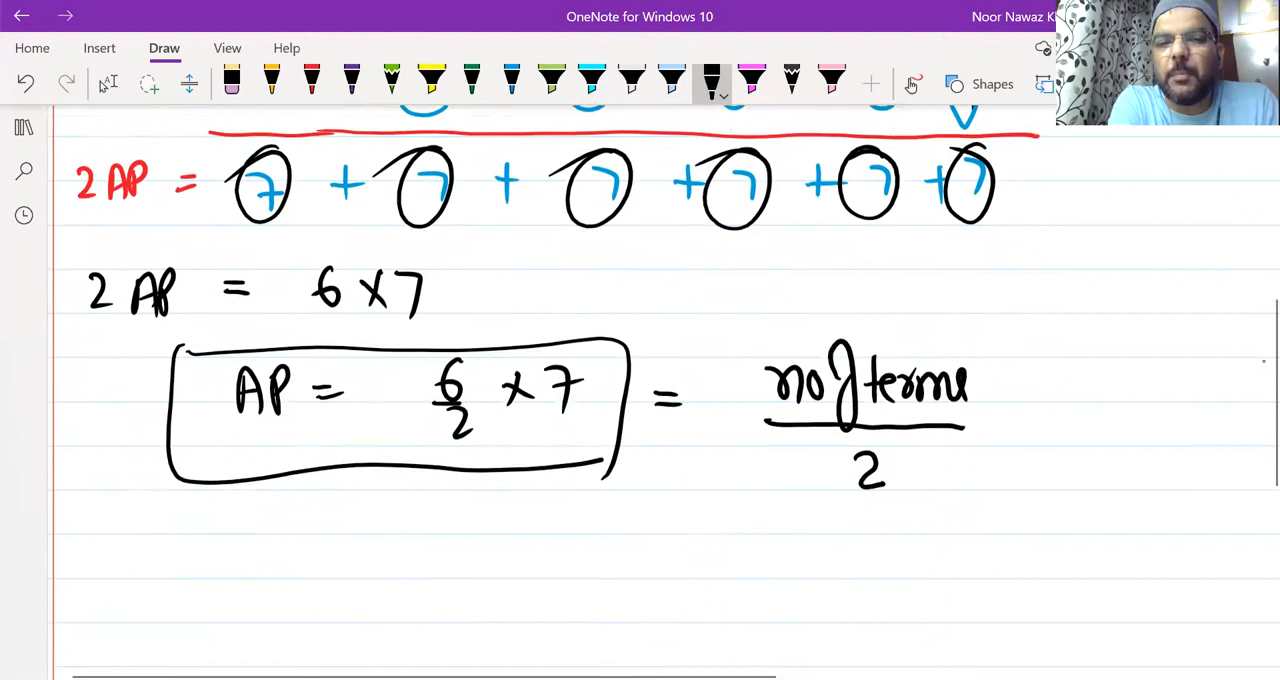 OneNote for Windows 10
Noor Nawaz K
Home Insert Draw View Help
Shapes
2 AP = 7 + 7 + 7 + 7 + 7 + 7
2 AP = 6 × 7
AP = 6/2 × 7 = no of terms / 2